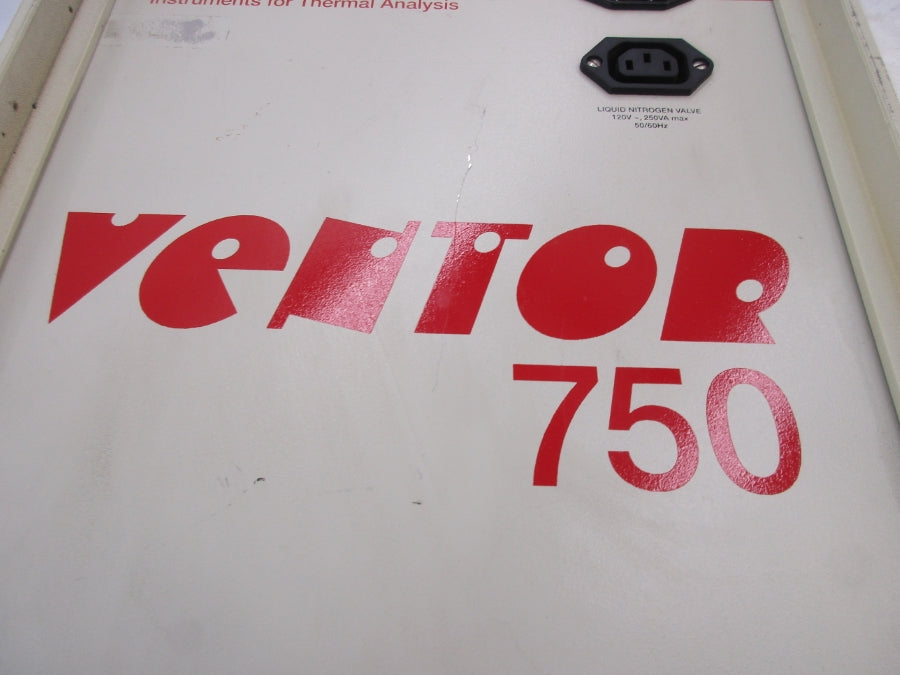 Instruments for Thermal Analysis
LIQUID NITROGEN VALVE
120V ~, 250VA max
50/60Hz
VeNTOR
750